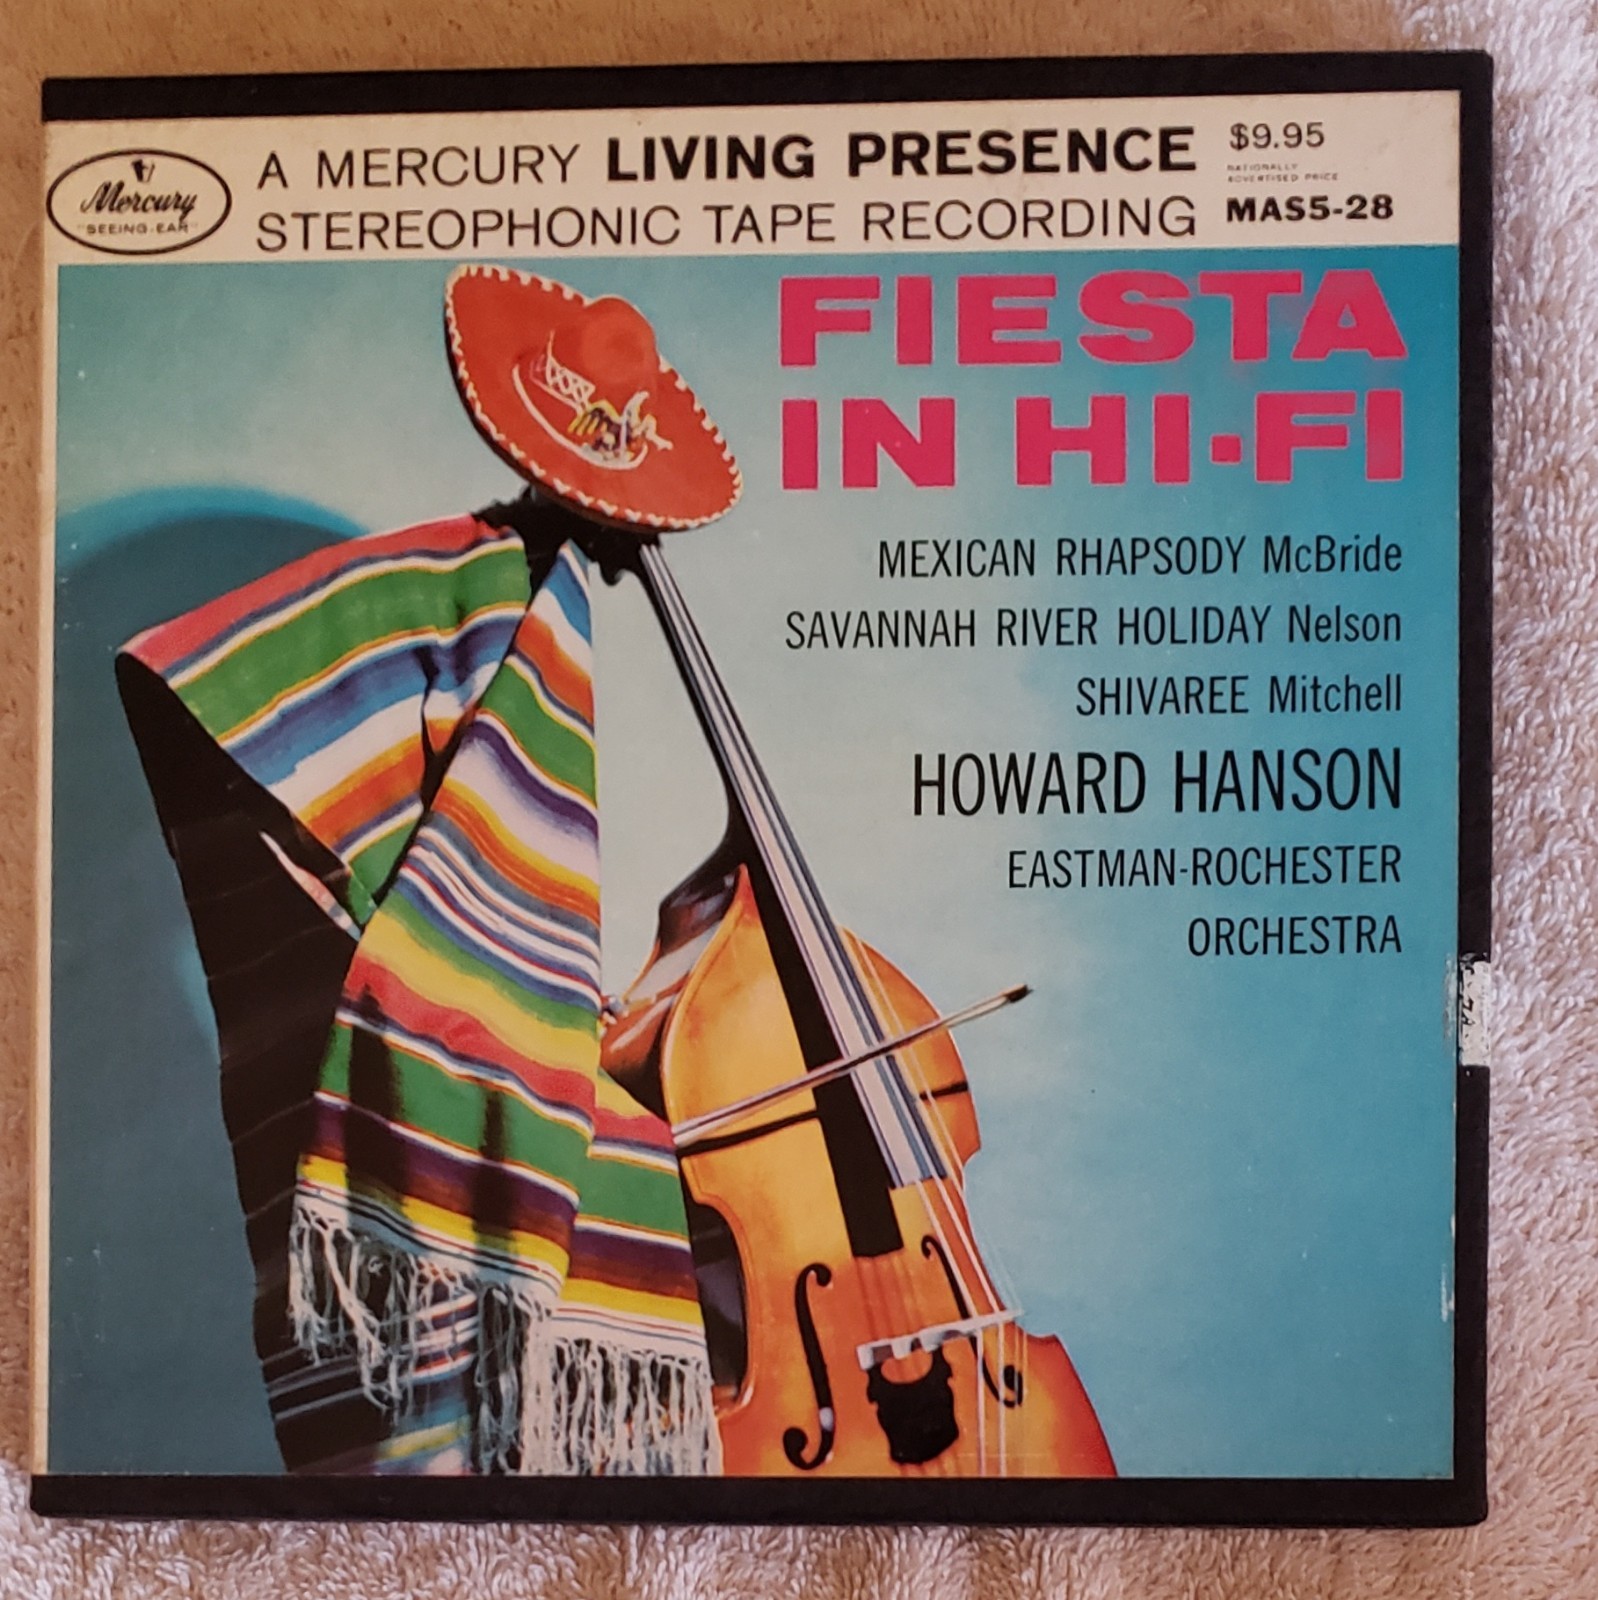 Mercury
"SEEING-EAR"
A MERCURY LIVING PRESENCE
STEREOPHONIC TAPE RECORDING
$9.95
NATIONALLY
ADVERTISED PRICE
MAS5-28
FIESTA
IN HI-FI
MEXICAN RHAPSODY McBride
SAVANNAH RIVER HOLIDAY Nelson
SHIVAREE Mitchell
HOWARD HANSON
EASTMAN-ROCHESTER
ORCHESTRA